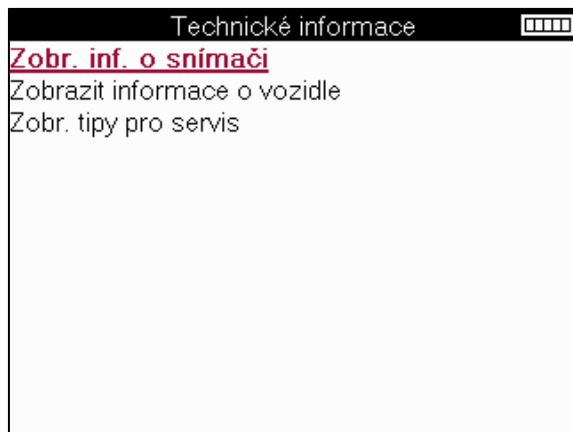 Technické informace
Zobr. inf. o snímači
Zobrazit informace o vozidle
Zobr. tipy pro servis